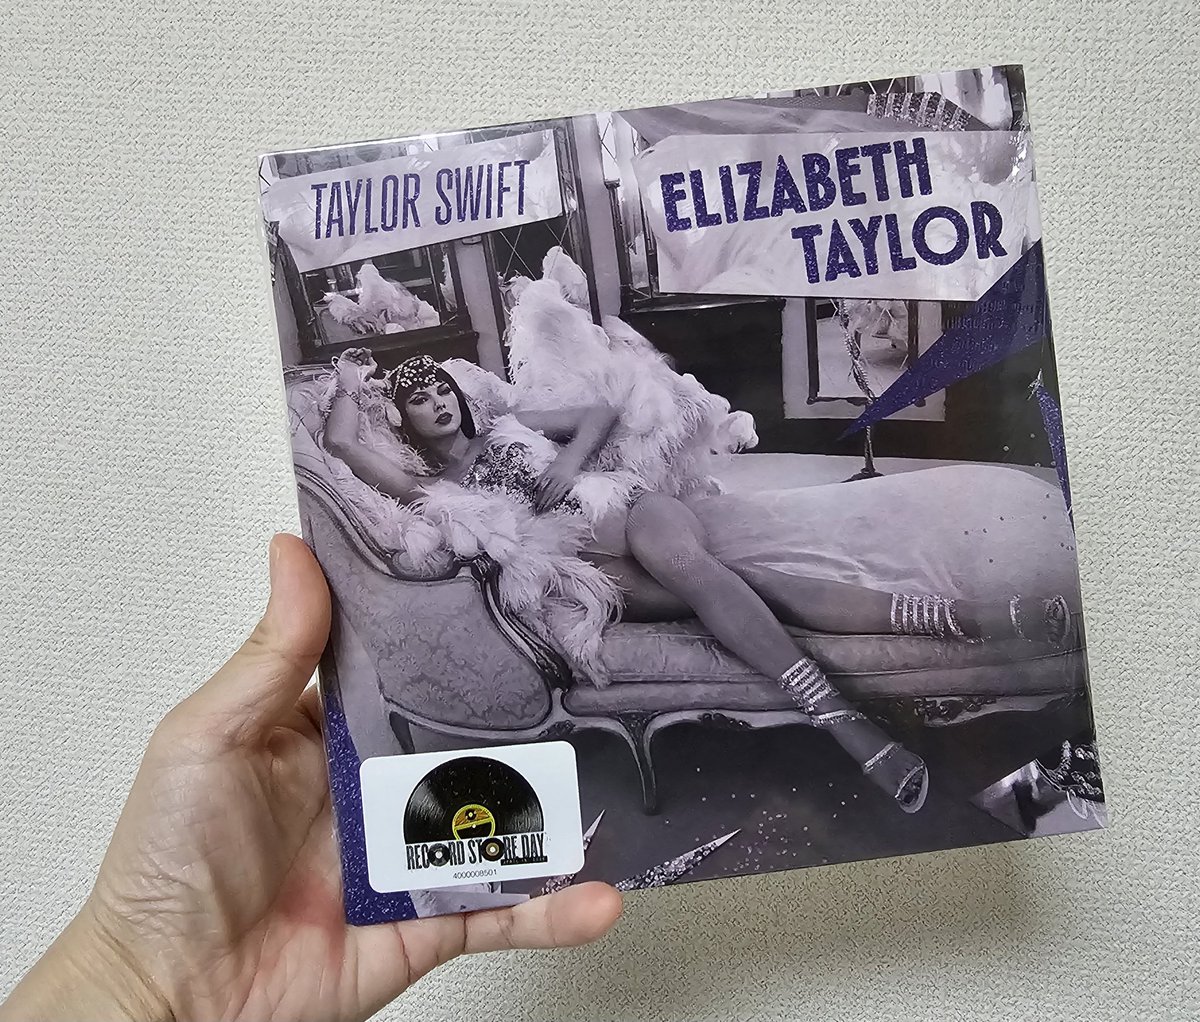 TAYLOR SWIFT
ELIZABETH
TAYLOR
RECORD STORE DAY
4000008501